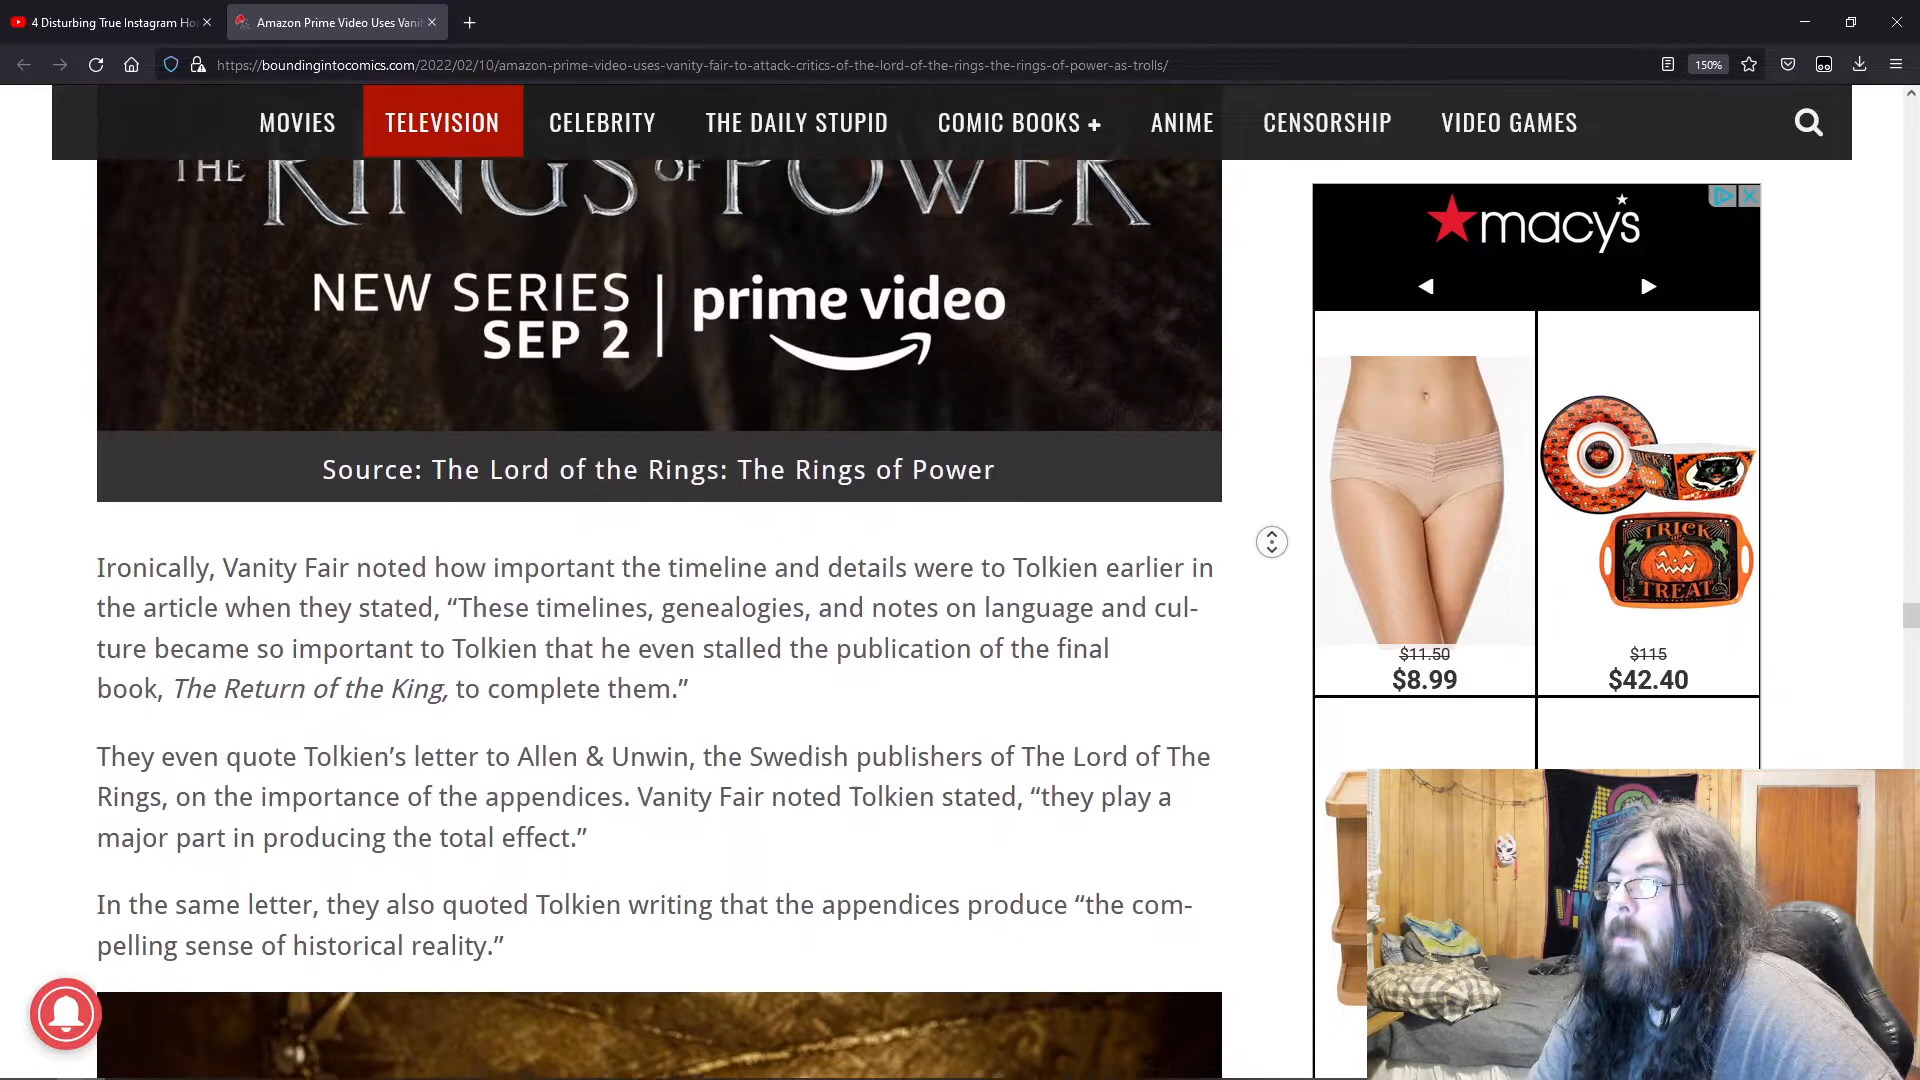 4 Disturbing True Instagram Ho
Amazon Prime Video Uses Vanit
https://boundingintocomics.com/2022/02/10/amazon-prime-video-uses-vanity-fair-to-attack-critics-of-the-lord-of-the-rings-the-rings-of-power-as-trolls/
150%
MOVIES
TELEVISION
CELEBRITY
THE DAILY STUPID
COMIC BOOKS +
ANIME
CENSORSHIP
VIDEO GAMES
THE RINGS OF POWER
NEW SERIES
SEP 2
prime video
Source: The Lord of the Rings: The Rings of Power
Ironically, Vanity Fair noted how important the timeline and details were to Tolkien earlier in
the article when they stated, “These timelines, genealogies, and notes on language and cul-
ture became so important to Tolkien that he even stalled the publication of the final
book, The Return of the King, to complete them.”
They even quote Tolkien’s letter to Allen & Unwin, the Swedish publishers of The Lord of The
Rings, on the importance of the appendices. Vanity Fair noted Tolkien stated, “they play a
major part in producing the total effect.”
In the same letter, they also quoted Tolkien writing that the appendices produce “the com-
pelling sense of historical reality.”
macy's
TRICK
TREAT
$11.50
$8.99
$115
$42.40